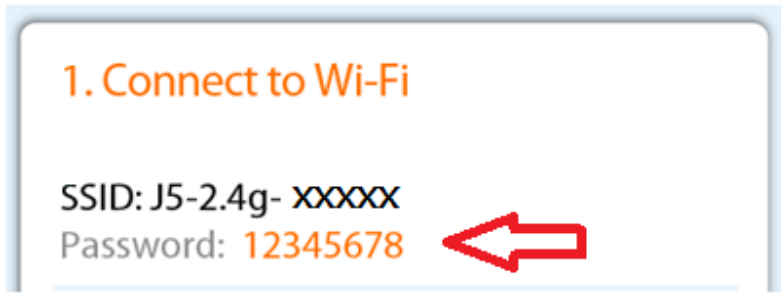 1. Connect to Wi-Fi
SSID: J5-2.4g- XXXXX
Password: 12345678